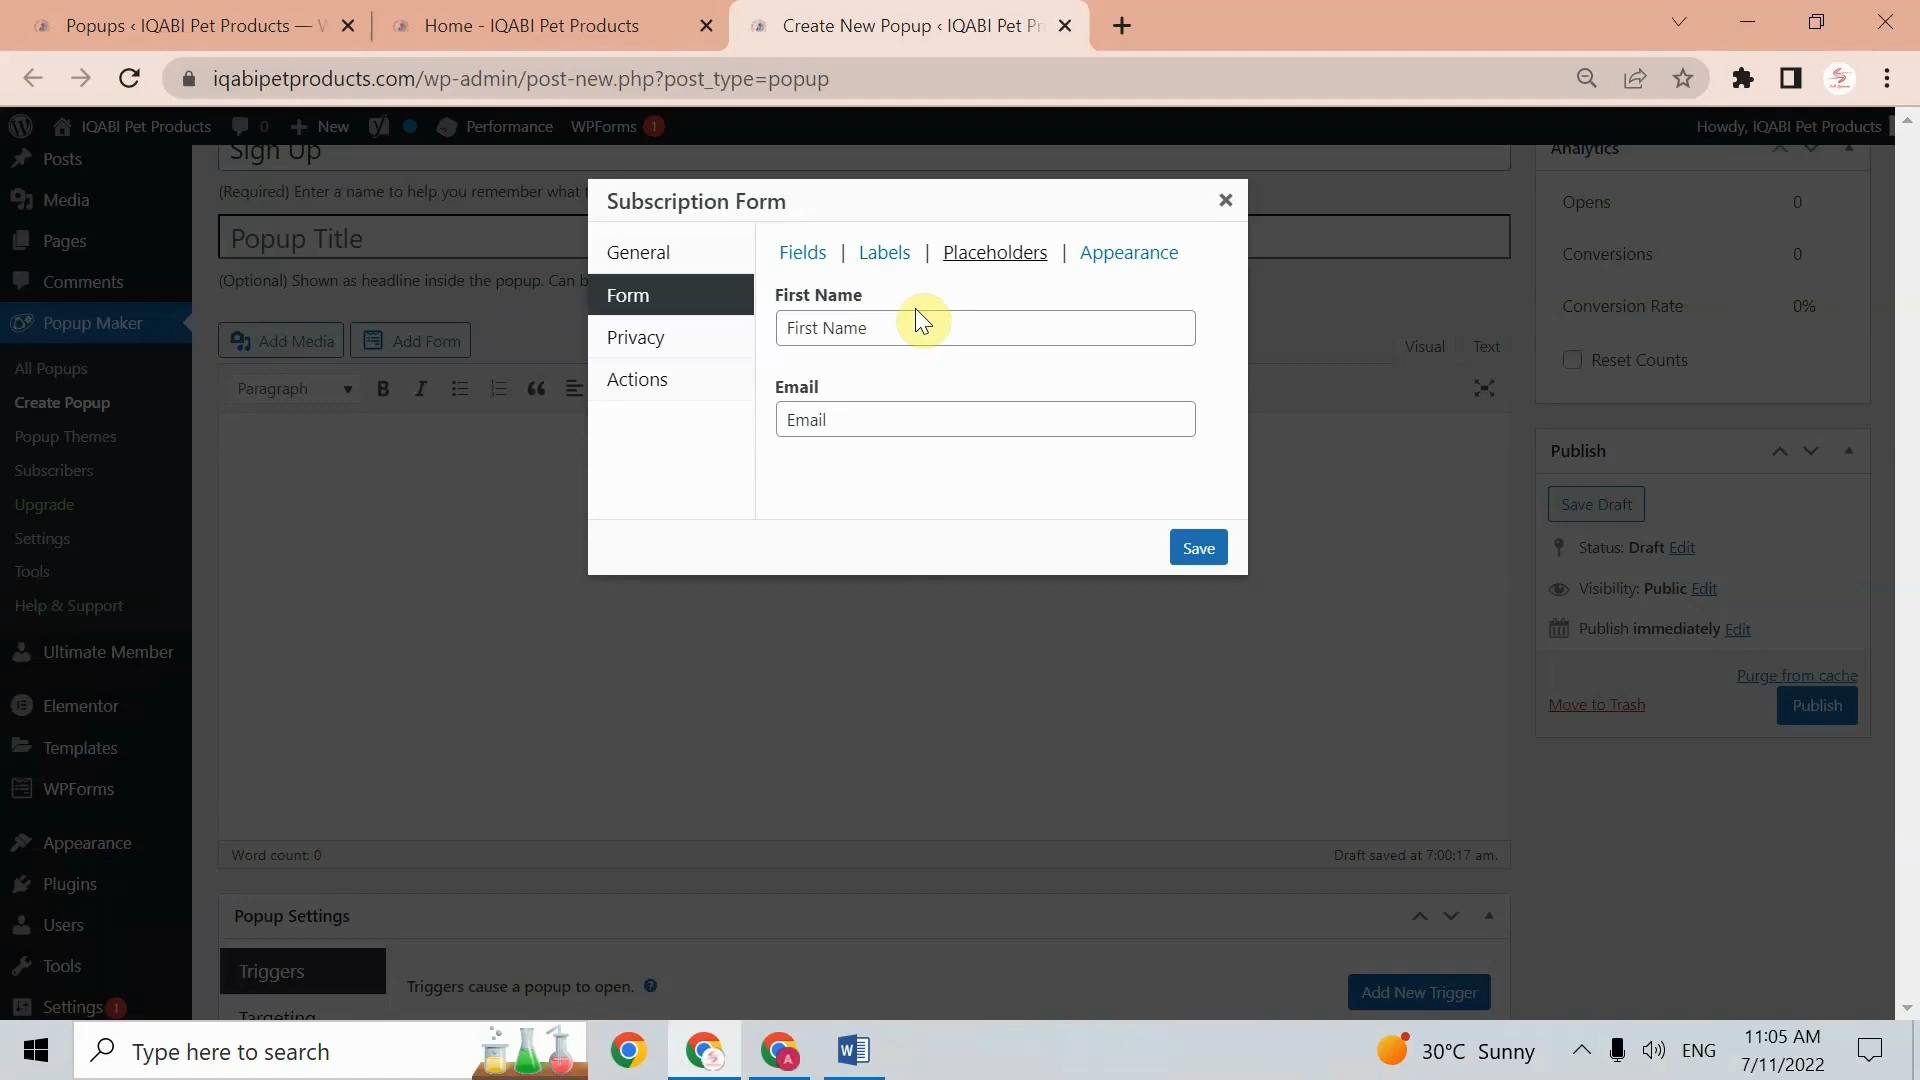 Popups ‹ IQABI Pet Products —
Home - IQABI Pet Products
Create New Popup ‹ IQABI Pet Pr
iqabipetproducts.com/wp-admin/post-new.php?post_type=popup
IQABI Pet Products
0
New
Performance
WPForms 1
Howdy, IQABI Pet Products
Posts
Media
Pages
Comments
Popup Maker
All Popups
Create Popup
Popup Themes
Subscribers
Upgrade
Settings
Tools
Help & Support
Ultimate Member
Elementor
Templates
WPForms
Appearance
Plugins
Users
Tools
Settings 1
Sign Up
(Required) Enter a name to help you remember what
Popup Title
(Optional) Shown as headline inside the popup. Can b
Add Media
Add Form
Visual
Text
Paragraph
B
I
Word count: 0
Draft saved at 7:00:17 am.
Popup Settings
Triggers
Targeting
Triggers cause a popup to open. ?
Add New Trigger
Subscription Form
General
Form
Privacy
Actions
Fields | Labels | Placeholders | Appearance
First Name
First Name
Email
Email
Save
Analytics
Opens 0
Conversions 0
Conversion Rate 0%
Reset Counts
Publish
Save Draft
Status: Draft Edit
Visibility: Public Edit
Publish immediately Edit
Purge from cache
Move to Trash
Publish
Type here to search
A
W
30°C Sunny
ENG
11:05 AM
7/11/2022